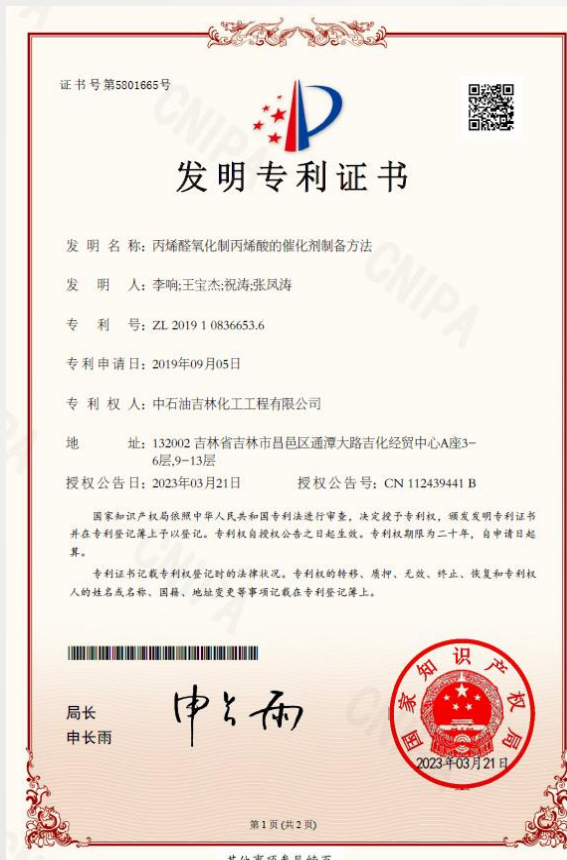 证书号第5801665号
发明专利证书
发 明 名 称：丙烯醛氧化制丙烯酸的催化剂制备方法
发 明 人：李响;王宝杰;祝涛;张凤涛
专 利 号：ZL 2019 1 0836653.6
专利申请日：2019年09月05日
专 利 权 人：中石油吉林化工工程有限公司
地 址：132002 吉林省吉林市昌邑区通潭大路吉化经贸中心A座3-
6层,9-13层
授权公告日：2023年03月21日 授权公告号：CN 112439441 B
国家知识产权局依照中华人民共和国专利法进行审查，决定授予专利权，颁发发明专利证书
并在专利登记簿上予以登记。专利权自授权公告之日起生效。专利权期限为二十年，自申请日起
算。
专利证书记载专利权登记时的法律状况。专利权的转移、质押、无效、终止、恢复和专利权
人的姓名或名称、国籍、地址变更等事项记载在专利登记簿上。
局长
申长雨
申长雨
国家知识产权局
2023年03月21日
第1页(共2页)
其他事项参见续页
CNIPA
CNIPA
CNIPA